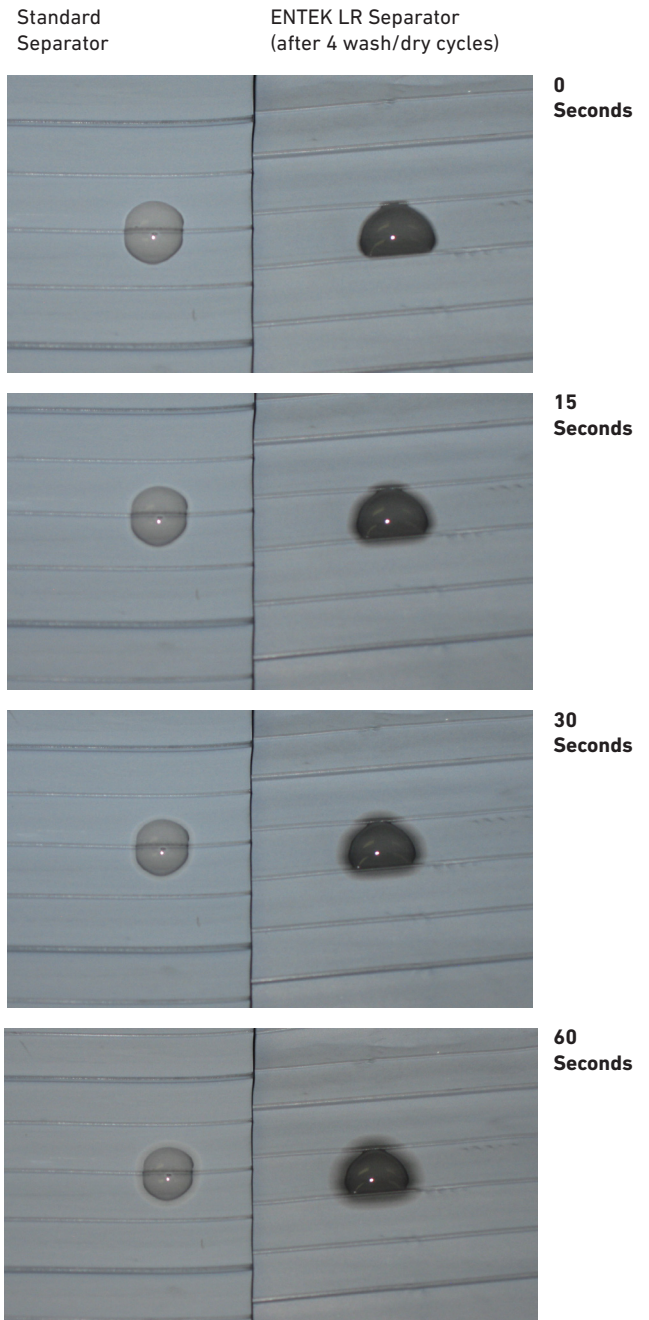 Standard
Separator
ENTEK LR Separator
(after 4 wash/dry cycles)
0
Seconds
15
Seconds
30
Seconds
60
Seconds